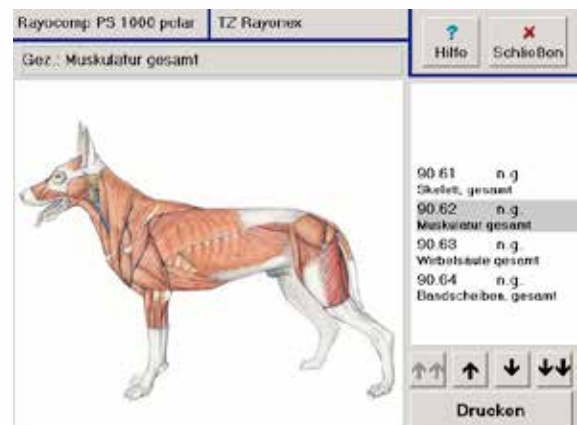 Rayocomp PS 1000 polar
TZ Rayonex
? Hilfe
x Schließen
Gez.: Muskulatur gesamt
90.61 n.g
Skelett, gesamt
90.62 n.g.
Muskulatur gesamt
90.63 n.g.
Wirbelsäule gesamt
90.64 n.g.
Bandscheiben, gesamt
Drucken